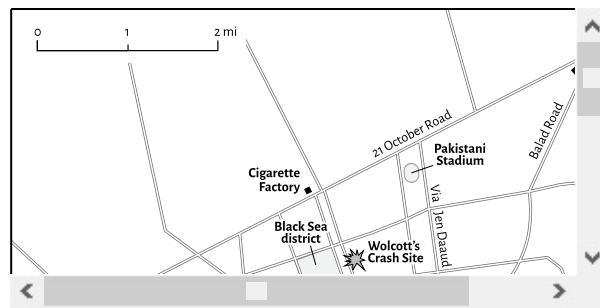 0 1 2 mi
21 October Road
Balad Road
Pakistani
Stadium
Cigarette
Factory
Via Jen Daaud
Black Sea
district
Wolcott's
Crash Site